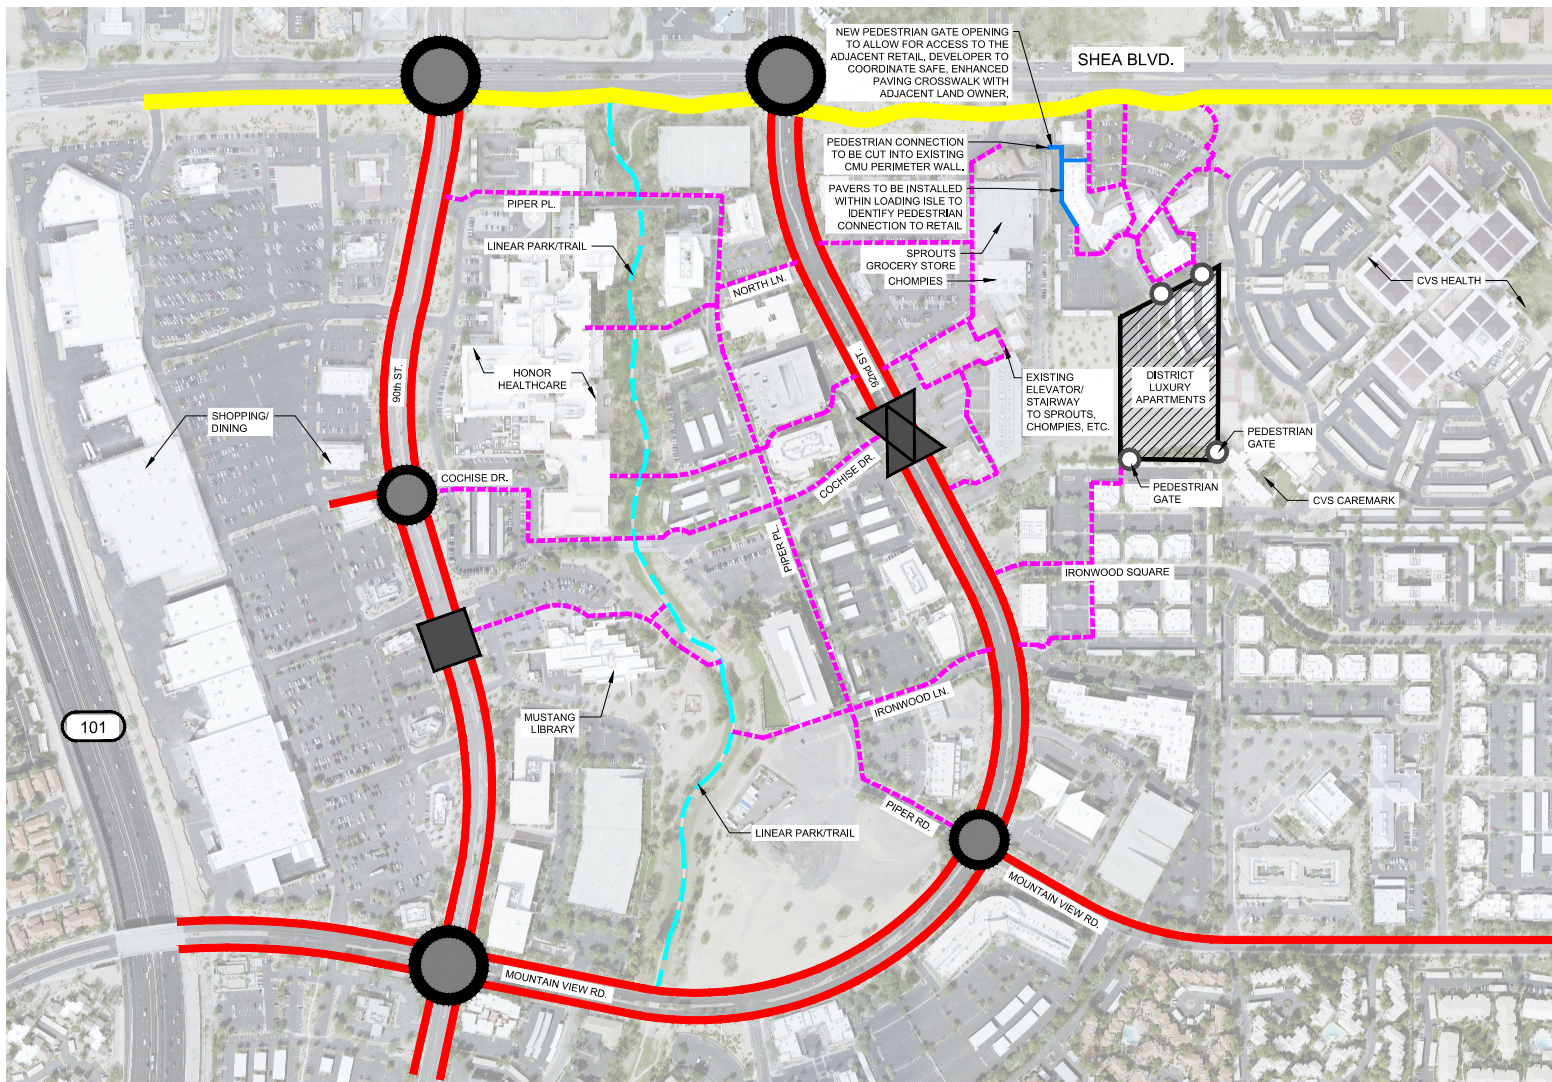 NEW PEDESTRIAN GATE OPENING
TO ALLOW FOR ACCESS TO THE
ADJACENT RETAIL, DEVELOPER TO
COORDINATE SAFE, ENHANCED
PAVING CROSSWALK WITH
ADJACENT LAND OWNER.
SHEA BLVD.
PEDESTRIAN CONNECTION
TO BE CUT INTO EXISTING
CMU PERIMETER WALL.
PAVERS TO BE INSTALLED
WITHIN LOADING ISLE TO
IDENTIFY PEDESTRIAN
CONNECTION TO RETAIL
PIPER PL.
LINEAR PARK/TRAIL
SPROUTS
GROCERY STORE
CHOMPIES
NORTH LN.
CVS HEALTH
90th ST.
92nd ST.
HONOR
HEALTHCARE
EXISTING
ELEVATOR/
STAIRWAY
TO SPROUTS,
CHOMPIES, ETC.
DISTRICT
LUXURY
APARTMENTS
SHOPPING/
DINING
PEDESTRIAN
GATE
COCHISE DR.
COCHISE DR.
PEDESTRIAN
GATE
CVS CAREMARK
PIPER PL.
IRONWOOD SQUARE
MUSTANG
LIBRARY
IRONWOOD LN.
101
PIPER RD.
LINEAR PARK/TRAIL
MOUNTAIN VIEW RD.
MOUNTAIN VIEW RD.